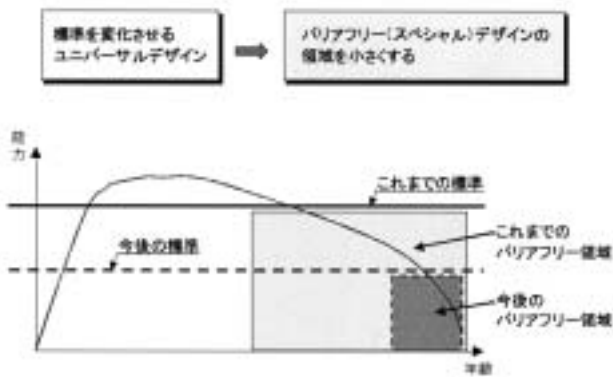 標準を変化させる
ユニバーサルデザイン
バリアフリー（スペシャル）デザインの
領域を小さくする
能力
これまでの標準
今後の標準
これまでの
バリアフリー領域
今後の
バリアフリー領域
年齢